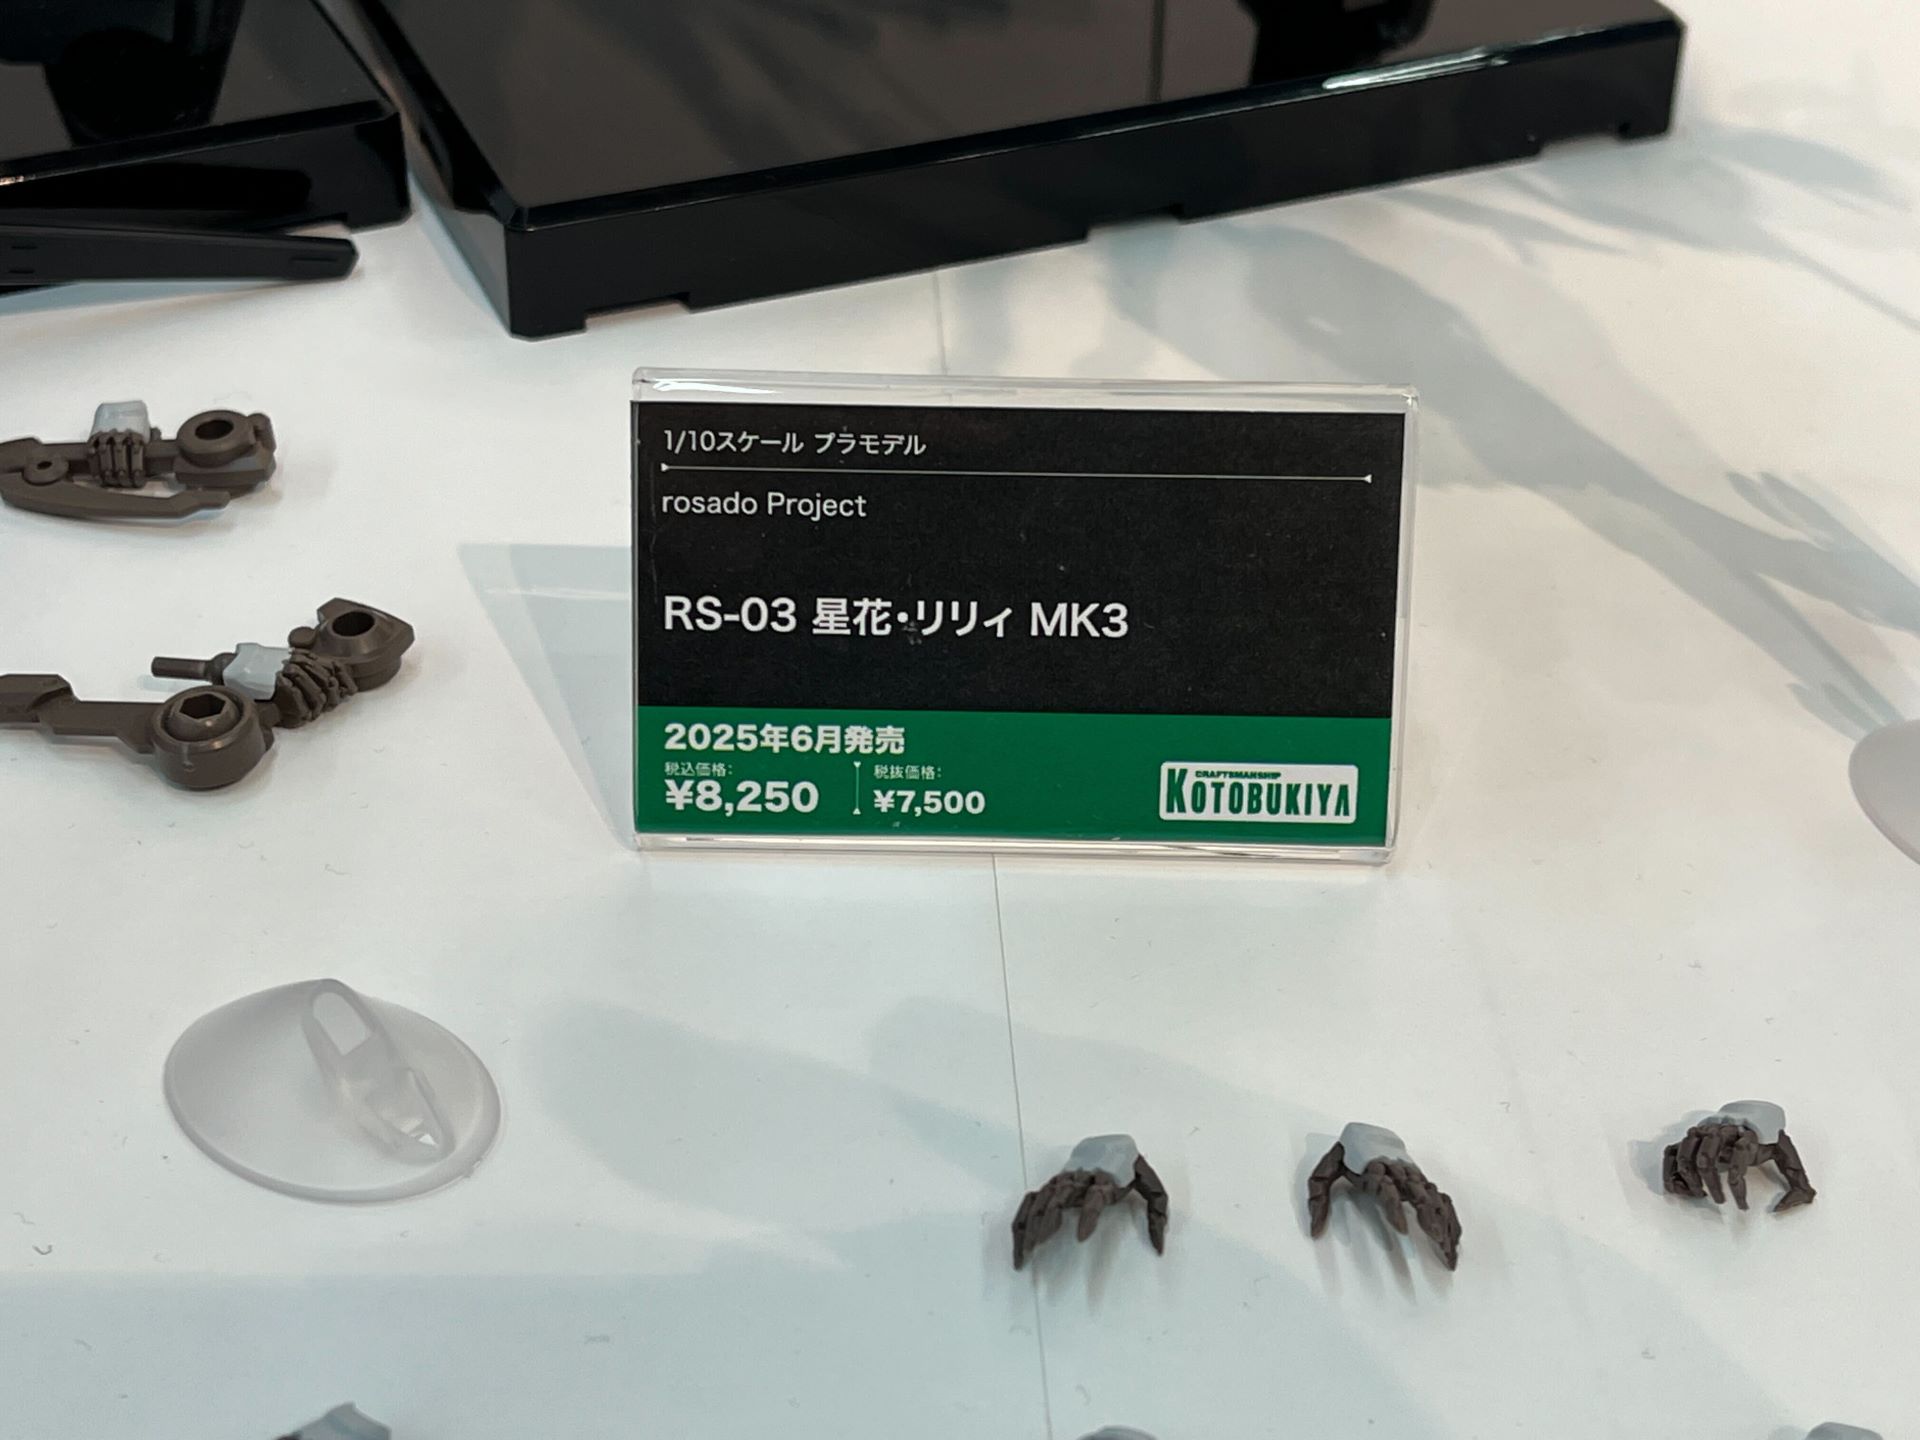 1/10スケール プラモデル
rosado Project
RS-03 星花・リリィ MK3
2025年6月発売
税込価格: 税抜価格:
¥8,250 ¥7,500
CRAFTSMANSHIP
KOTOBUKIYA